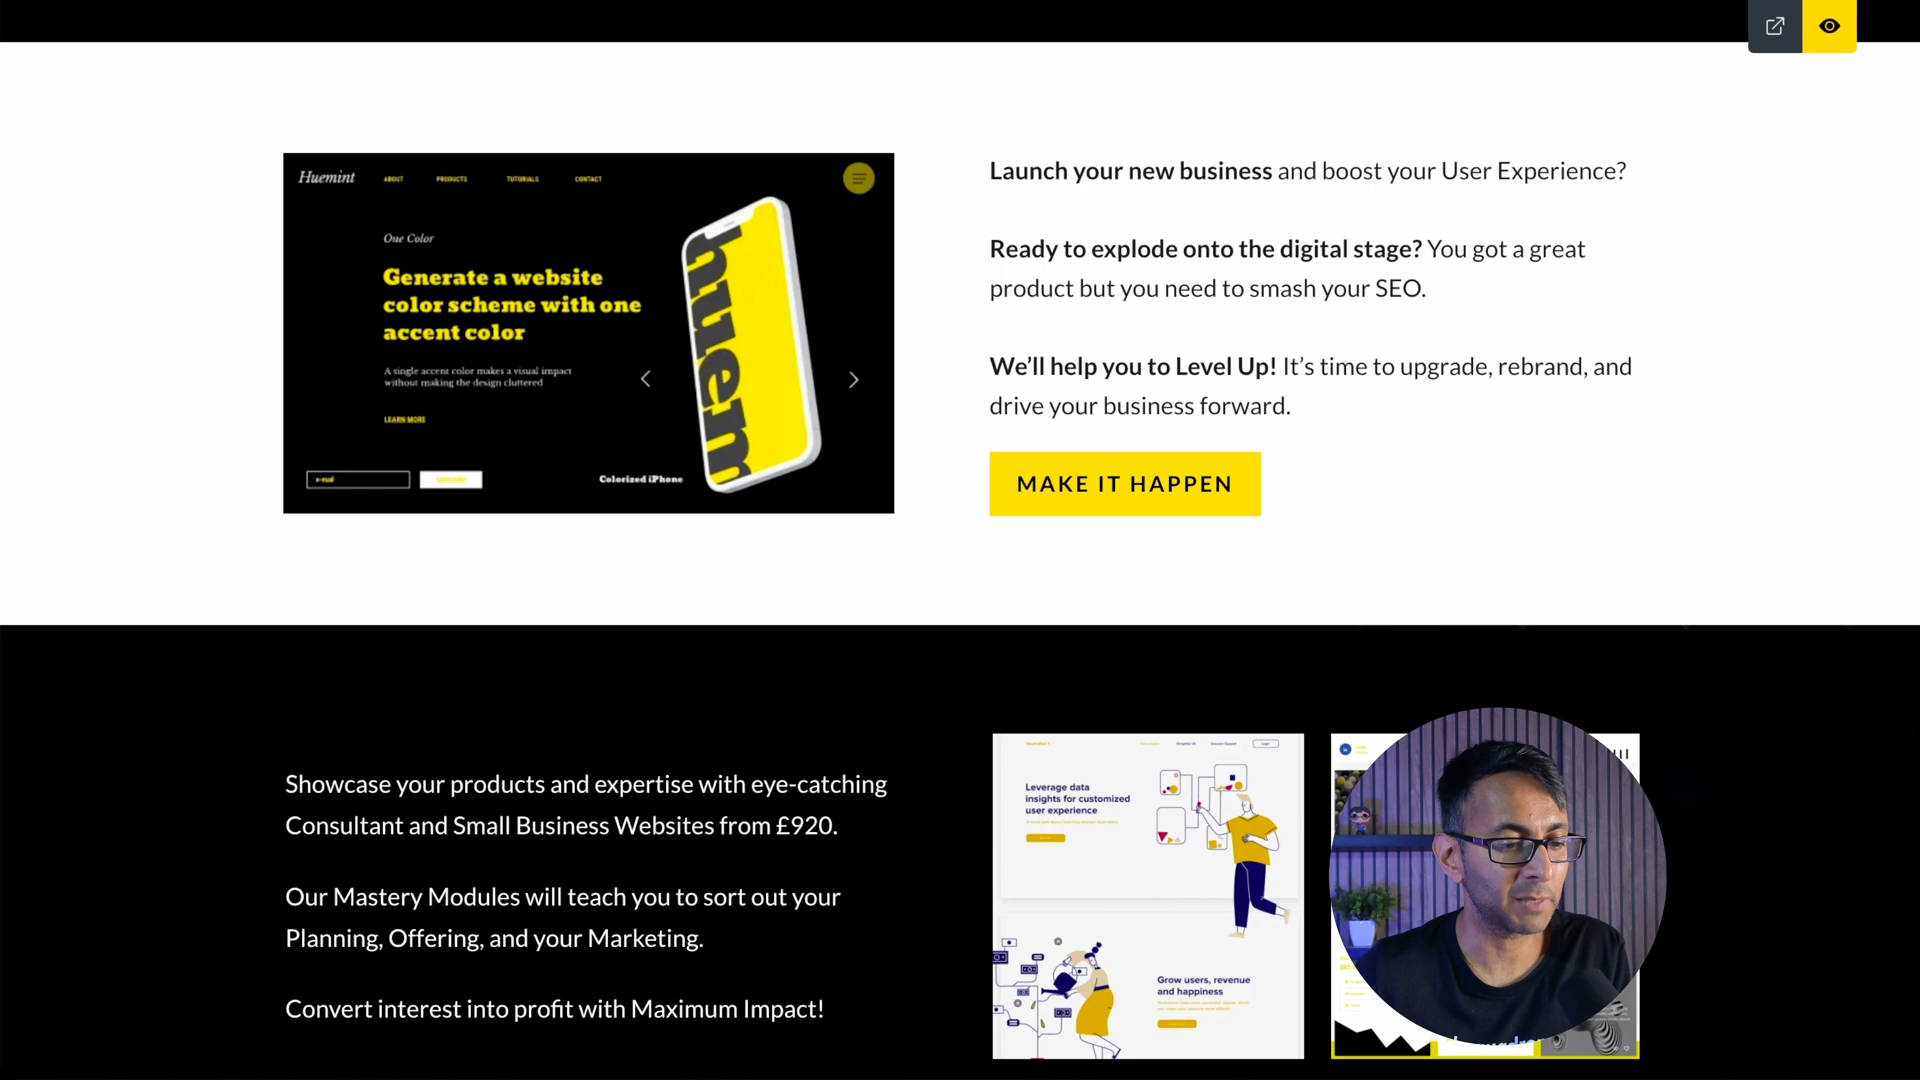 Huemint
ABOUT PRODUCTS TUTORIALS CONTACT
One Color
Generate a website
color scheme with one
accent color
A single accent color makes a visual impact
without making the design cluttered
LEARN MORE
e-mail
Colorized iPhone
huem
Launch your new business and boost your User Experience?
Ready to explode onto the digital stage? You got a great
product but you need to smash your SEO.
We’ll help you to Level Up! It’s time to upgrade, rebrand, and
drive your business forward.
MAKE IT HAPPEN
Showcase your products and expertise with eye-catching
Consultant and Small Business Websites from £920.
Our Mastery Modules will teach you to sort out your
Planning, Offering, and your Marketing.
Convert interest into profit with Maximum Impact!
Leverage data
insights for customized
user experience
Grow users, revenue
and happiness